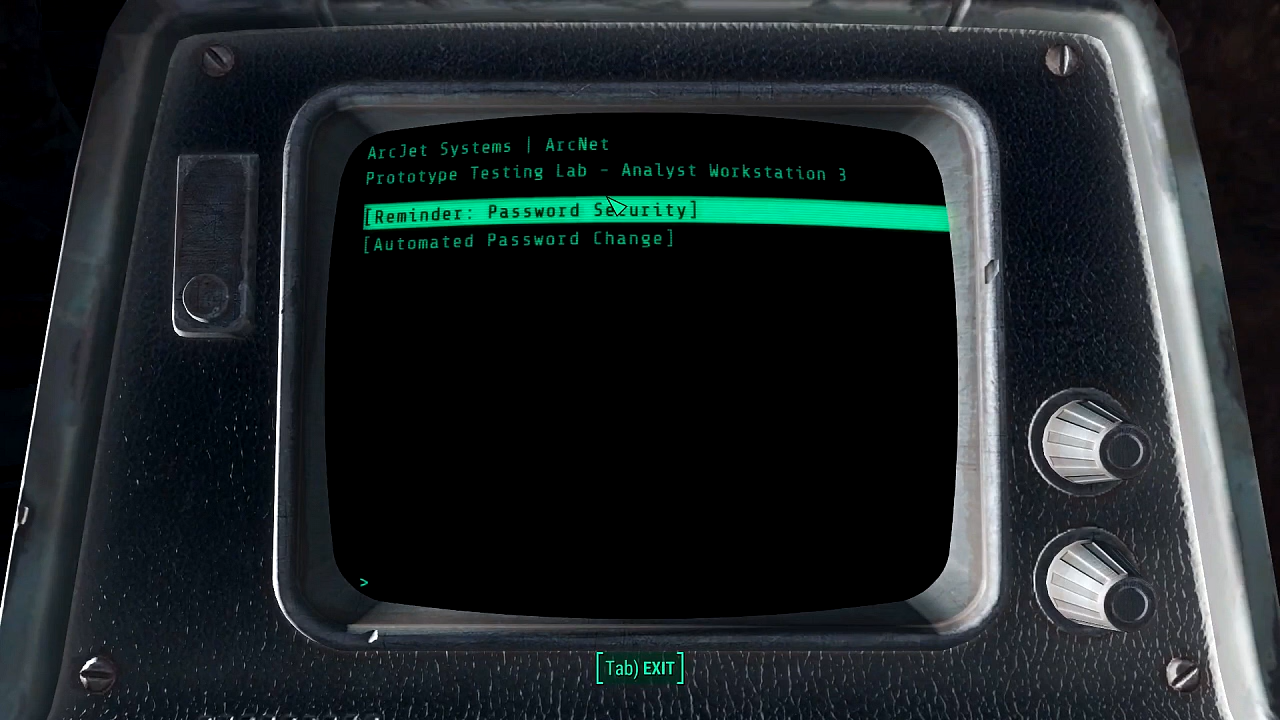 ArcJet Systems | ArcNet
Prototype Testing Lab - Analyst Workstation 3
[Reminder: Password Security]
[Automated Password Change]
>
[Tab) EXIT]